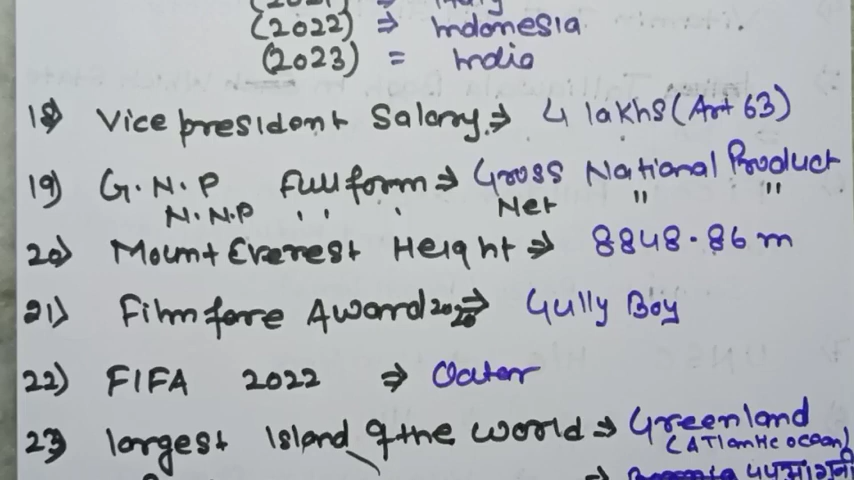 (2021) ⇒ Italy
(2022) ⇒ Indonesia
(2023) = India
18) Vice president Salary ⇒ 4 lakhs (Art 63)
19) G.N.P Full form ⇒ Gross National Product
N.N.P " " Net " "
20) Mount Everest Height ⇒ 8848.86 m
21) Filmfare Award 2020 ⇒ Gully Boy
22) FIFA 2022 ⇒ Qatar
23) largest Island of the world ⇒ Greenland
(ATlantic ocean)